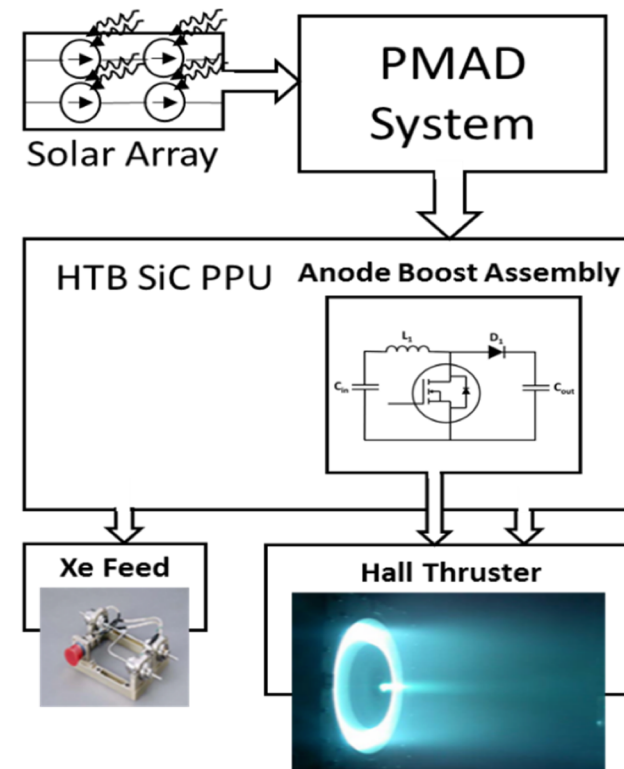 PMAD
System
Solar Array
HTB SiC PPU
Anode Boost Assembly
L₁
D₁
Cᵢₙ
Cₒᵤₜ
Xe Feed
Hall Thruster